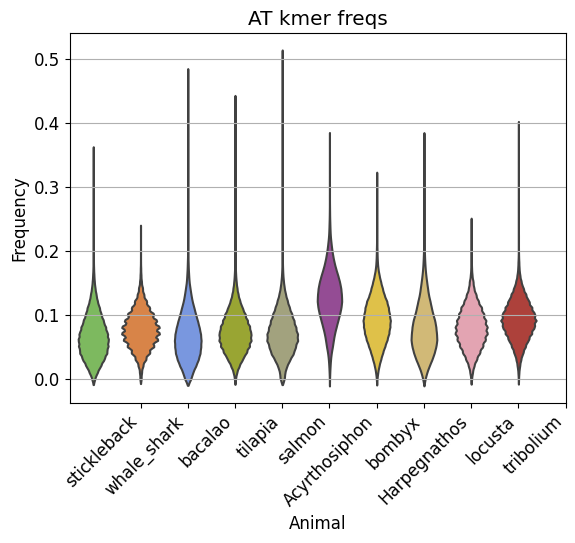 AT kmer freqs
Frequency
0.5
0.4
0.3
0.2
0.1
0.0
stickleback
whale_shark
bacalao
tilapia
salmon
Acyrthosiphon
bombyx
Harpegnathos
locusta
tribolium
Animal